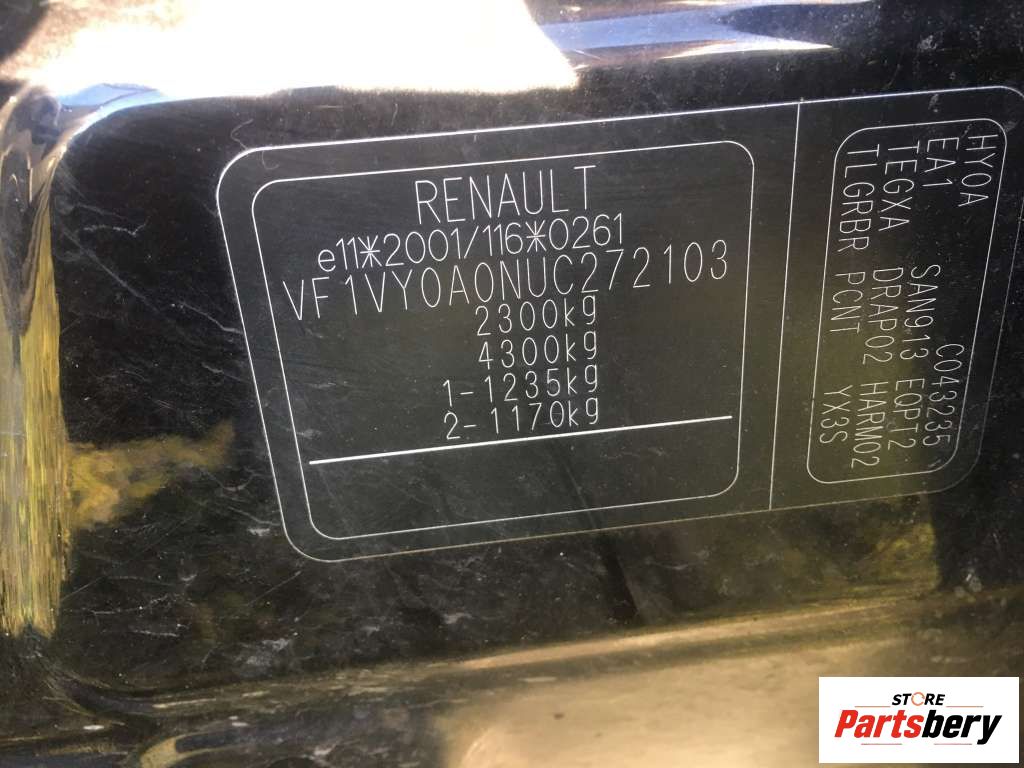 RENAULT
e11*2001/116*0261
VF1VY0A0NUC272103
2300kg
4300kg
1-1235kg
2-1170kg
HY0A C043235
EA1 SAN913 EQPT2
TEGXA DRAP02 HARM02
TLGRBR PCNT YX3S
STORE
Partsbery